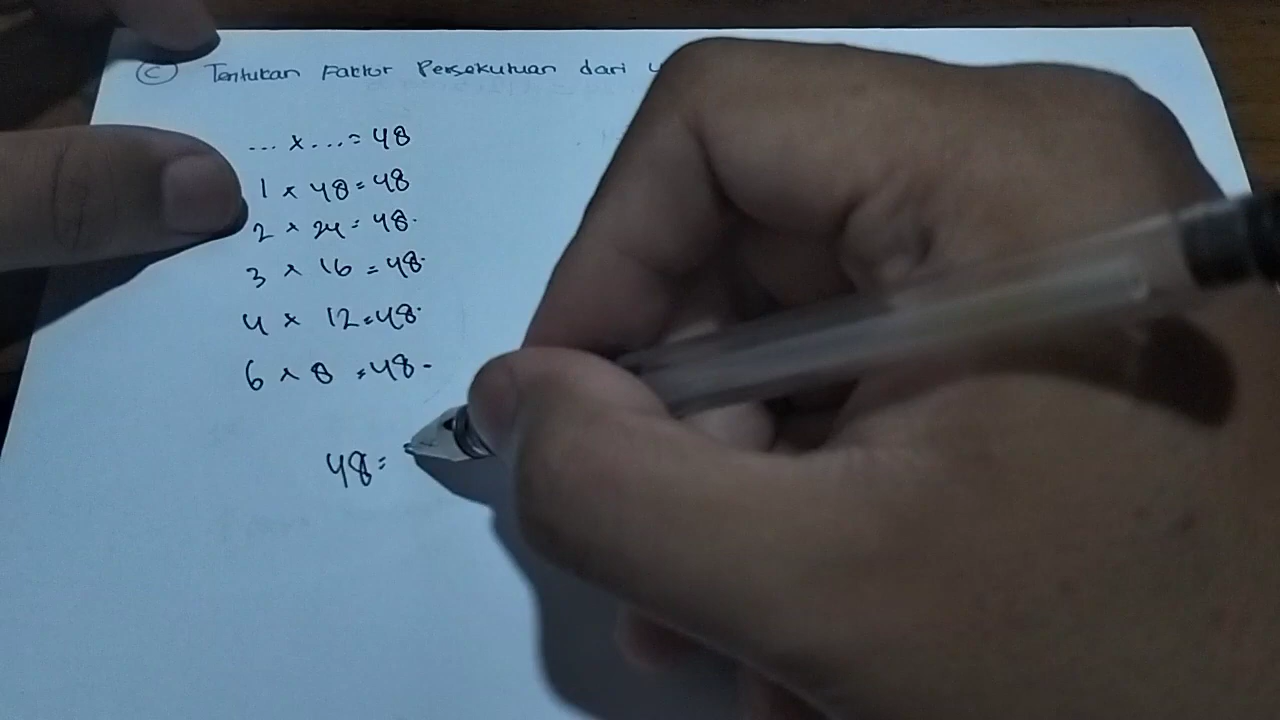 C Tentukan Faktor Persekutuan dari
... x ... = 48
1 x 48 = 48
2 x 24 = 48.
3 x 16 = 48.
4 x 12 = 48.
6 x 8 = 48-
48 =